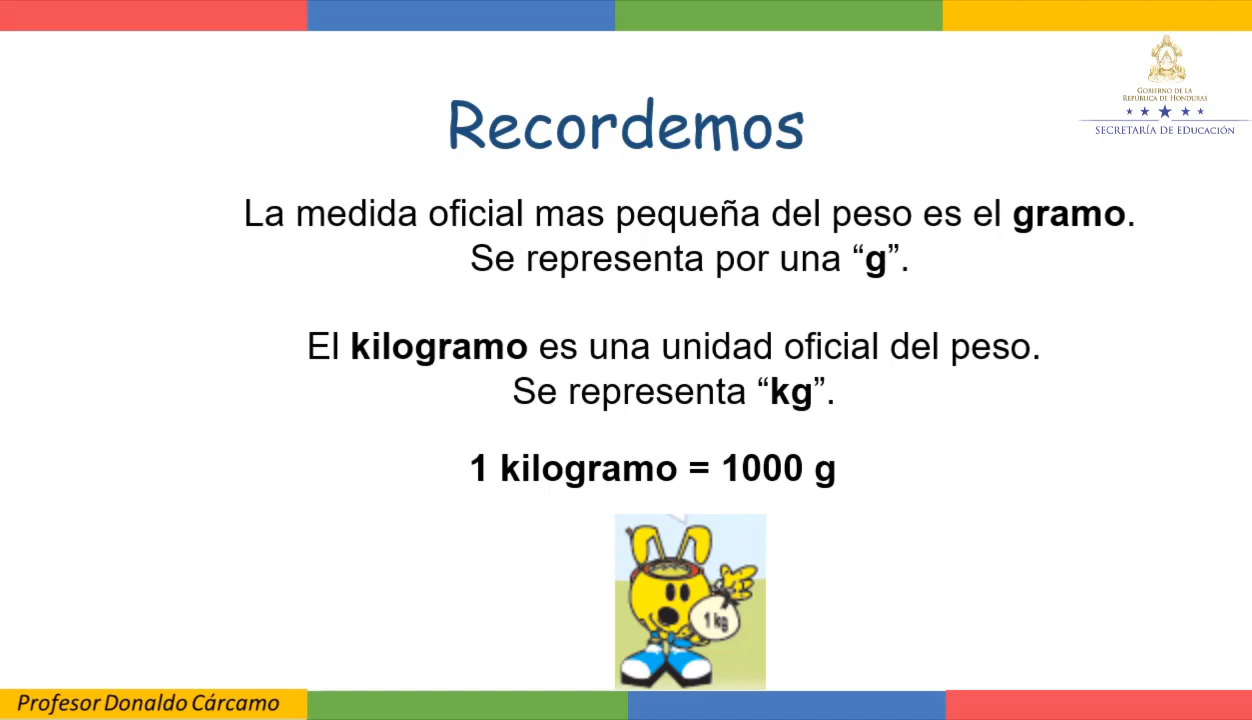 GOBIERNO DE LA
REPÚBLICA DE HONDURAS
SECRETARÍA DE EDUCACIÓN
Recordemos
La medida oficial mas pequeña del peso es el gramo.
Se representa por una “g”.
El kilogramo es una unidad oficial del peso.
Se representa “kg”.
1 kilogramo = 1000 g
1 kg
Profesor Donaldo Cárcamo